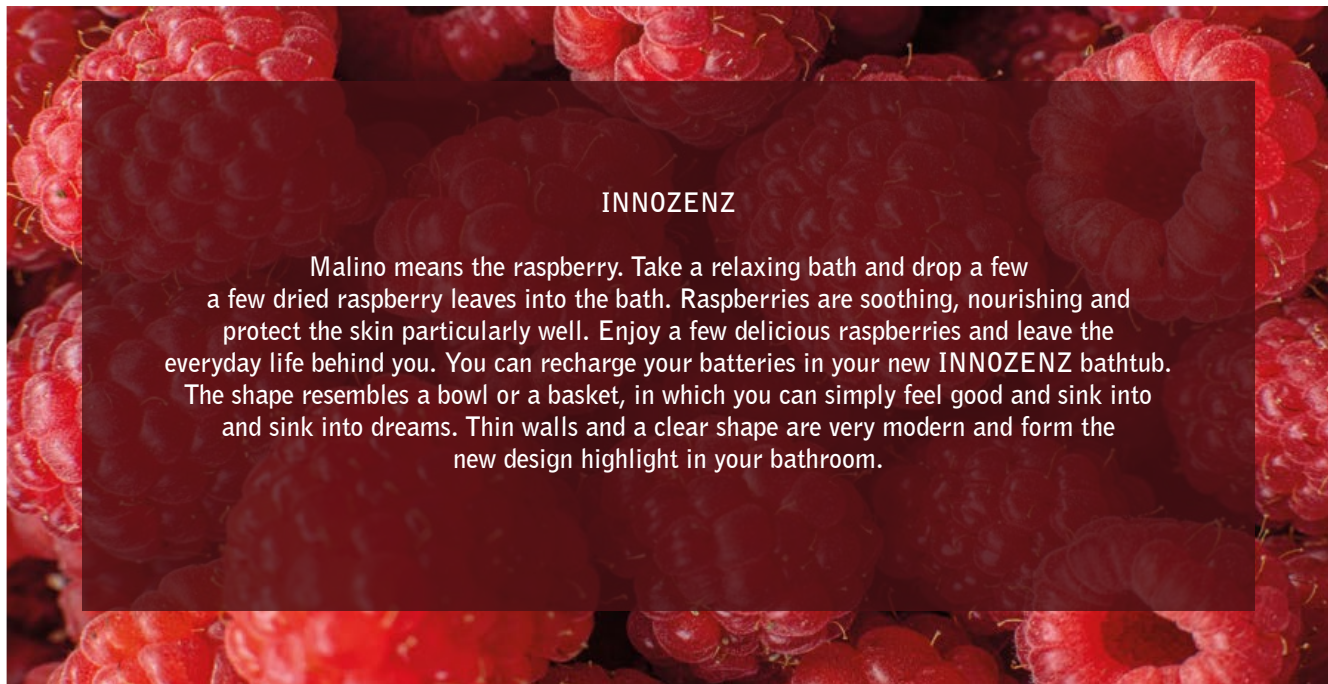 INNOZENZ
Malino means the raspberry. Take a relaxing bath and drop a few
a few dried raspberry leaves into the bath. Raspberries are soothing, nourishing and
protect the skin particularly well. Enjoy a few delicious raspberries and leave the
everyday life behind you. You can recharge your batteries in your new INNOZENZ bathtub.
The shape resembles a bowl or a basket, in which you can simply feel good and sink into
and sink into dreams. Thin walls and a clear shape are very modern and form the
new design highlight in your bathroom.